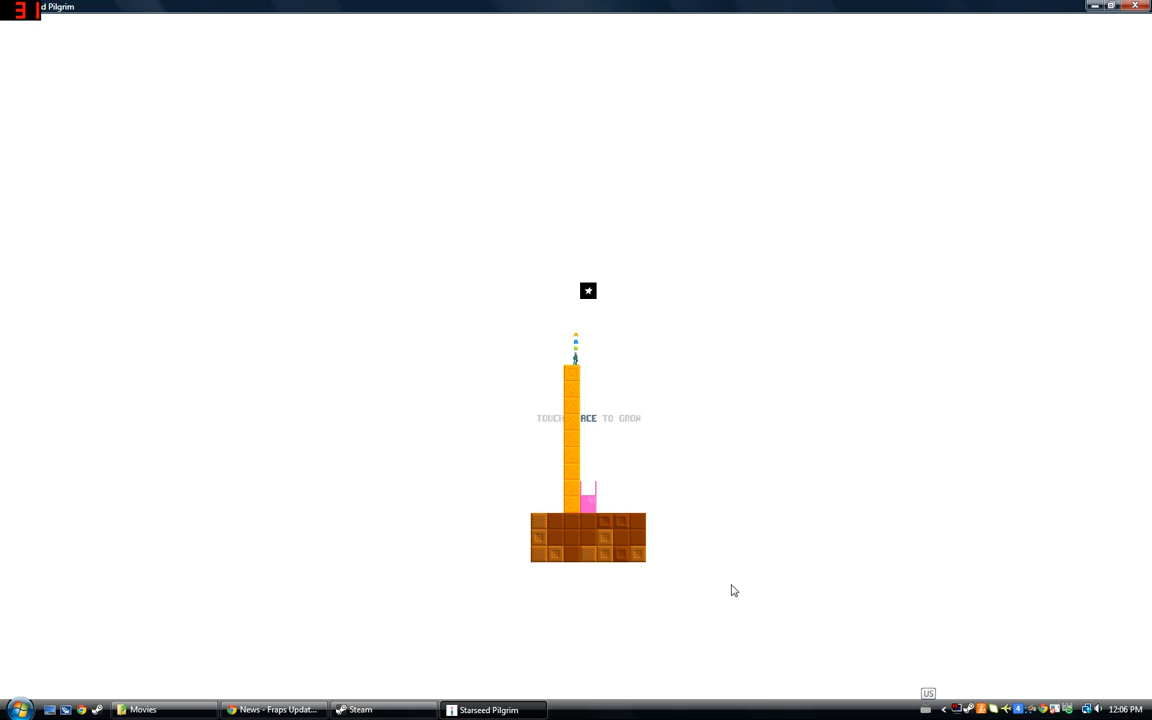 31
d Pilgrim
TOUCH ACE TO GROW
US
Movies
News - Fraps Updat...
Steam
Starseed Pilgrim
12:06 PM